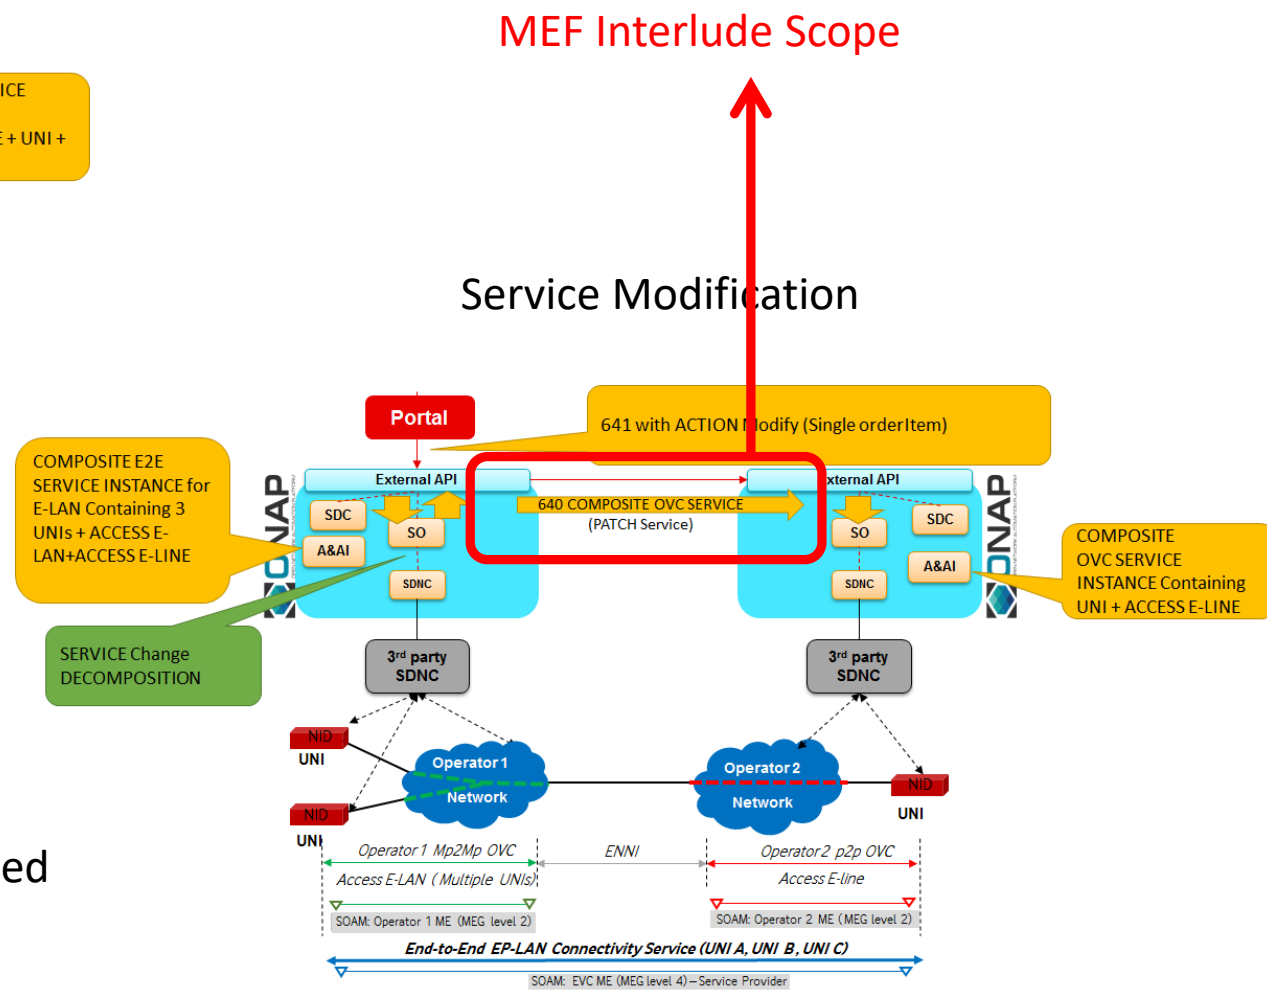 MEF Interlude Scope
ICE
E + UNI +
Service Modification
Portal
641 with ACTION Modify (Single orderItem)
COMPOSITE E2E
SERVICE INSTANCE for
E-LAN Containing 3
UNIs + ACCESS E-
LAN+ACCESS E-LINE
ONAP
External API
SDC
SO
A&AI
SDNC
640 COMPOSITE OVC SERVICE
(PATCH Service)
xternal API
SO
SDC
A&AI
SDNC
ONAP
COMPOSITE
OVC SERVICE
INSTANCE Containing
UNI + ACCESS E-LINE
SERVICE Change
DECOMPOSITION
3rd party
SDNC
3rd party
SDNC
NID
UNI
NID
UNI
Operator 1
Network
Operator 2
Network
NID
UNI
ed
Operator 1 Mp2Mp OVC
ENNI
Operator 2 p2p OVC
Access E-LAN ( Multiple UNIs)
Access E-line
SOAM: Operator 1 ME (MEG level 2)
SOAM: Operator 2 ME (MEG level 2)
End-to-End EP-LAN Connectivity Service (UNI A, UNI B, UNI C)
SOAM: EVC ME (MEG level 4) – Service Provider